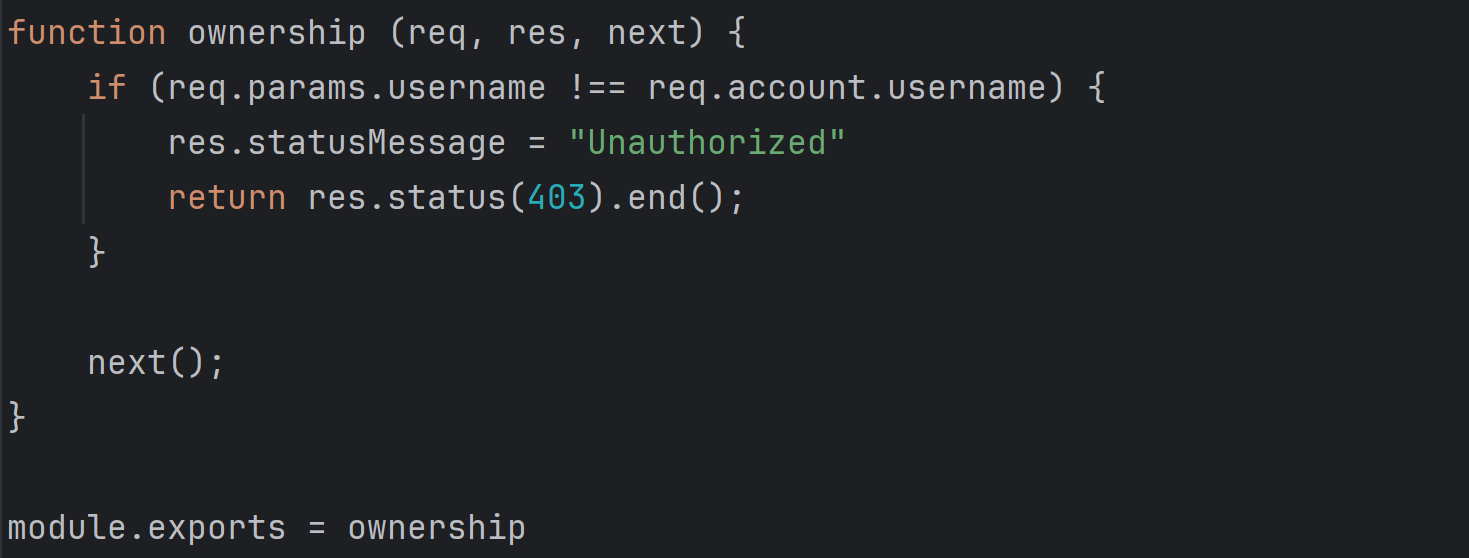 function ownership (req, res, next) {
    if (req.params.username !== req.account.username) {
        res.statusMessage = "Unauthorized"
        return res.status(403).end();
    }

    next();
}

module.exports = ownership